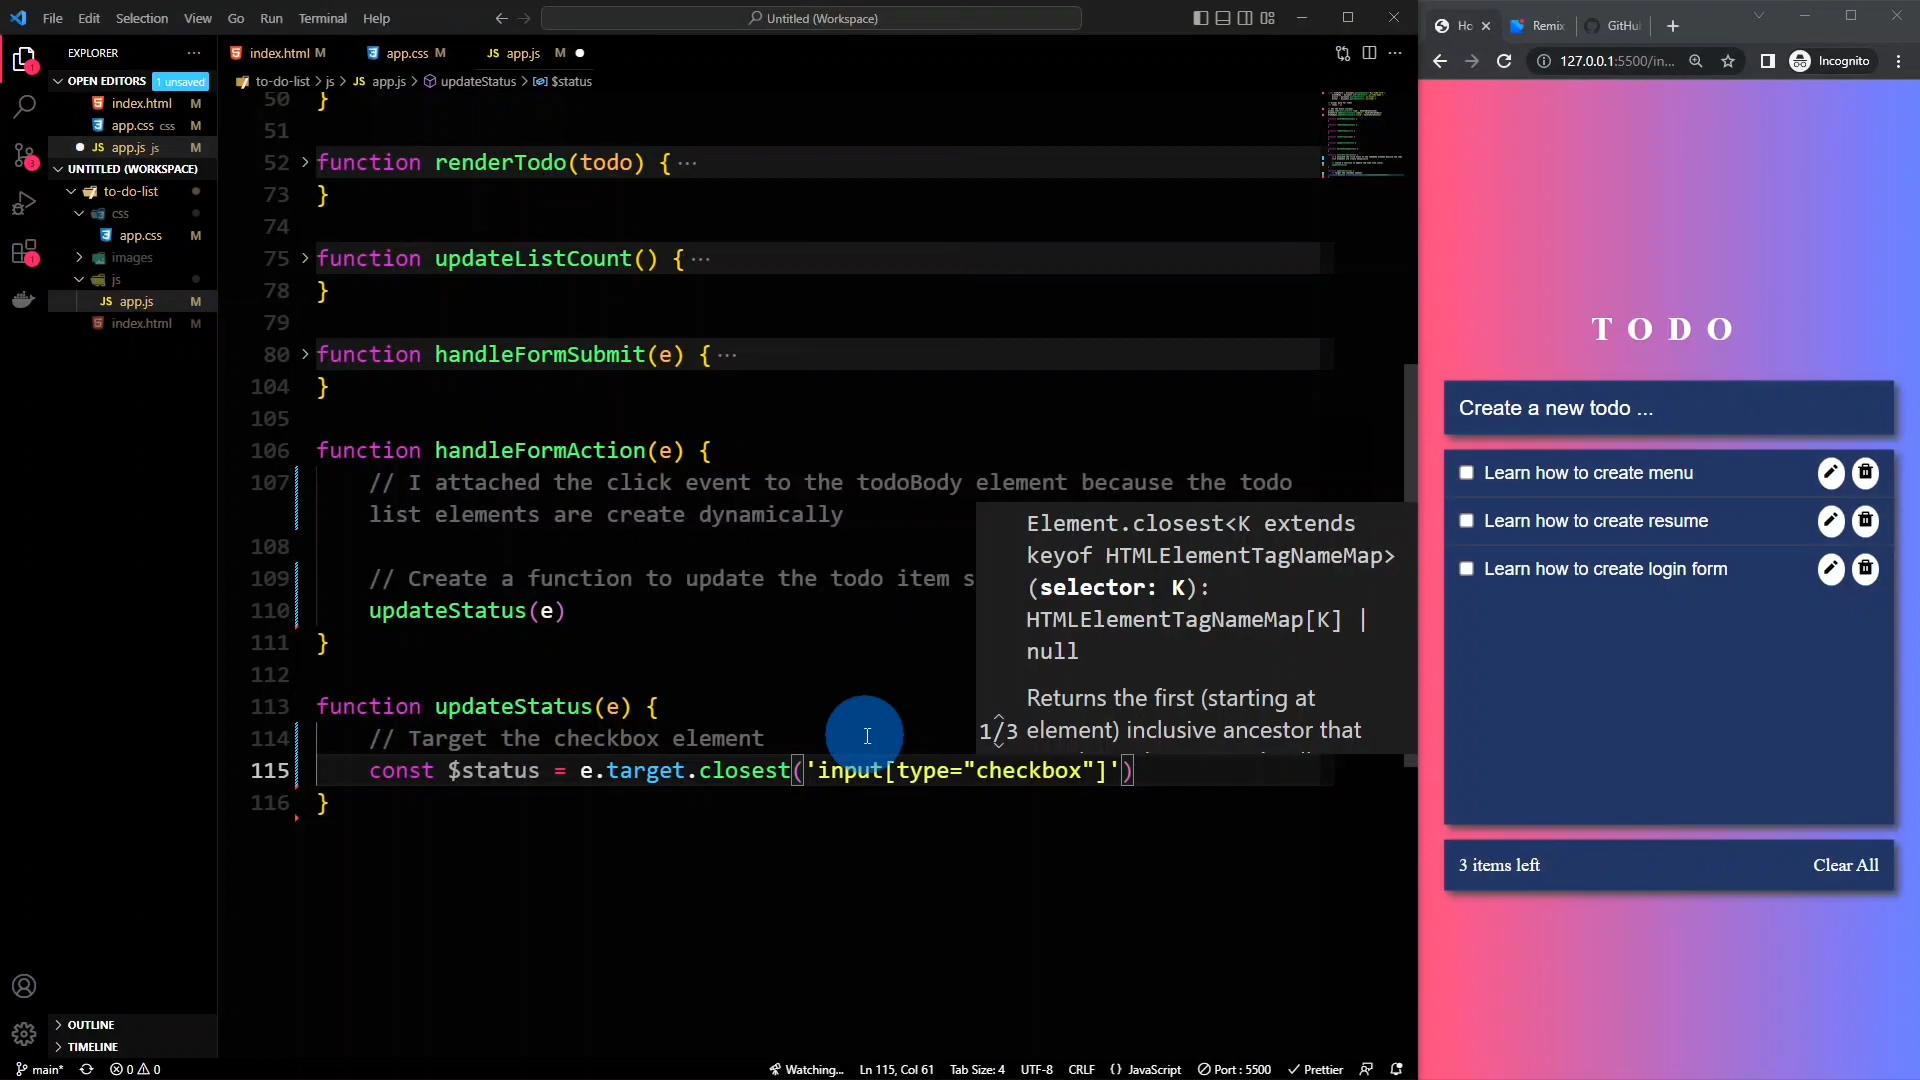 File Edit Selection View Go Run Terminal Help
Untitled (Workspace)
EXPLORER
OPEN EDITORS 1 unsaved
index.html M
app.css css M
JS app.js js M
UNTITLED (WORKSPACE)
to-do-list
css
app.css M
images
js
JS app.js M
index.html M
OUTLINE
TIMELINE
index.html M
app.css M
JS app.js M
to-do-list > js > JS app.js > updateStatus > $status
50 }
51
52 function renderTodo(todo) { ...
73 }
74
75 function updateListCount() { ...
78 }
79
80 function handleFormSubmit(e) { ...
104 }
105
106 function handleFormAction(e) {
107 // I attached the click event to the todoBody element because the todo
list elements are create dynamically
108
109 // Create a function to update the todo item s
110 updateStatus(e)
111 }
112
113 function updateStatus(e) {
114 // Target the checkbox element
115 const $status = e.target.closest('input[type="checkbox"]')
116 }
Element.closest<K extends
keyof HTMLElementTagNameMap>
(selector: K):
HTMLElementTagNameMap[K] |
null
Returns the first (starting at
1/3 element) inclusive ancestor that
main* 0 0
Watching... Ln 115, Col 61 Tab Size: 4 UTF-8 CRLF {} JavaScript Port : 5500 Prettier
Ho
Remix
GitHu
127.0.0.1:5500/in...
Incognito
TODO
Create a new todo ...
Learn how to create menu
Learn how to create resume
Learn how to create login form
3 items left
Clear All